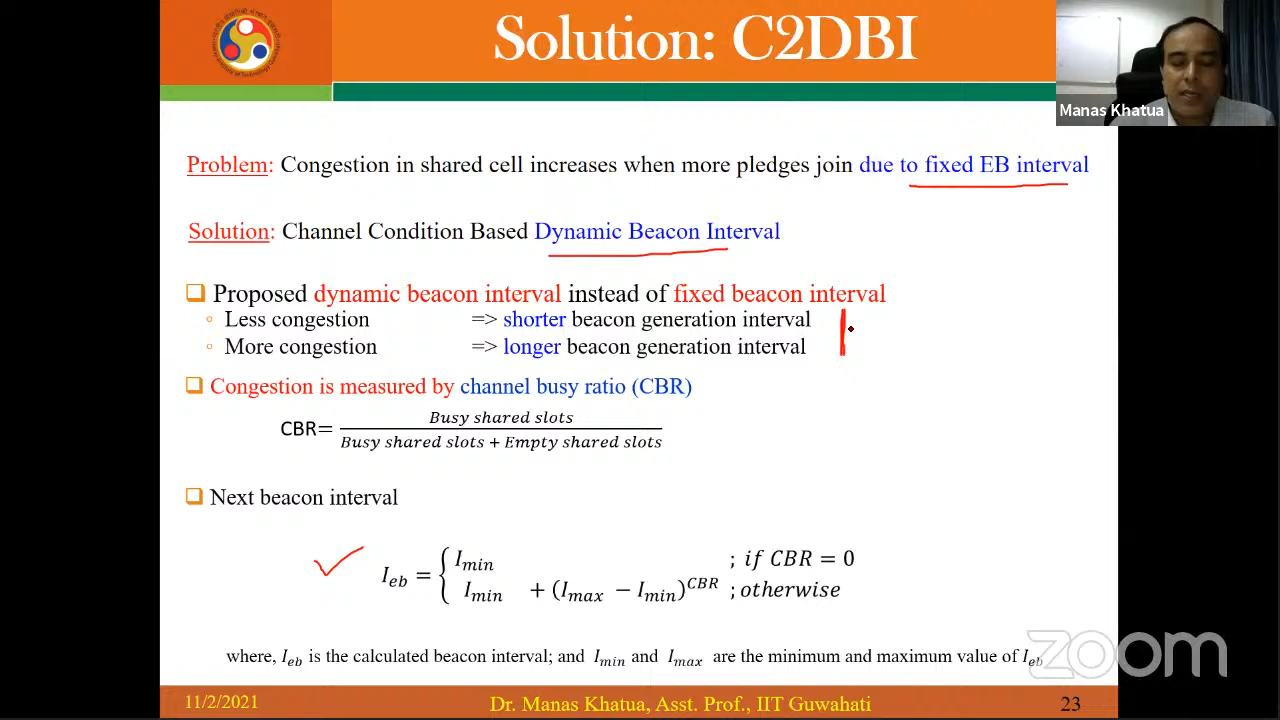 Solution: C2DBI
Manas Khatua
Problem: Congestion in shared cell increases when more pledges join due to fixed EB interval
Solution: Channel Condition Based Dynamic Beacon Interval
Proposed dynamic beacon interval instead of fixed beacon interval
Less congestion => shorter beacon generation interval
More congestion => longer beacon generation interval
Congestion is measured by channel busy ratio (CBR)
CBR= Busy shared slots / Busy shared slots + Empty shared slots
Next beacon interval
I_eb = { I_min ; if CBR = 0
I_min + (I_max − I_min)^CBR ; otherwise
where, I_eb is the calculated beacon interval; and I_min and I_max are the minimum and maximum value of I_eb
zoom
11/2/2021 Dr. Manas Khatua, Asst. Prof., IIT Guwahati 23